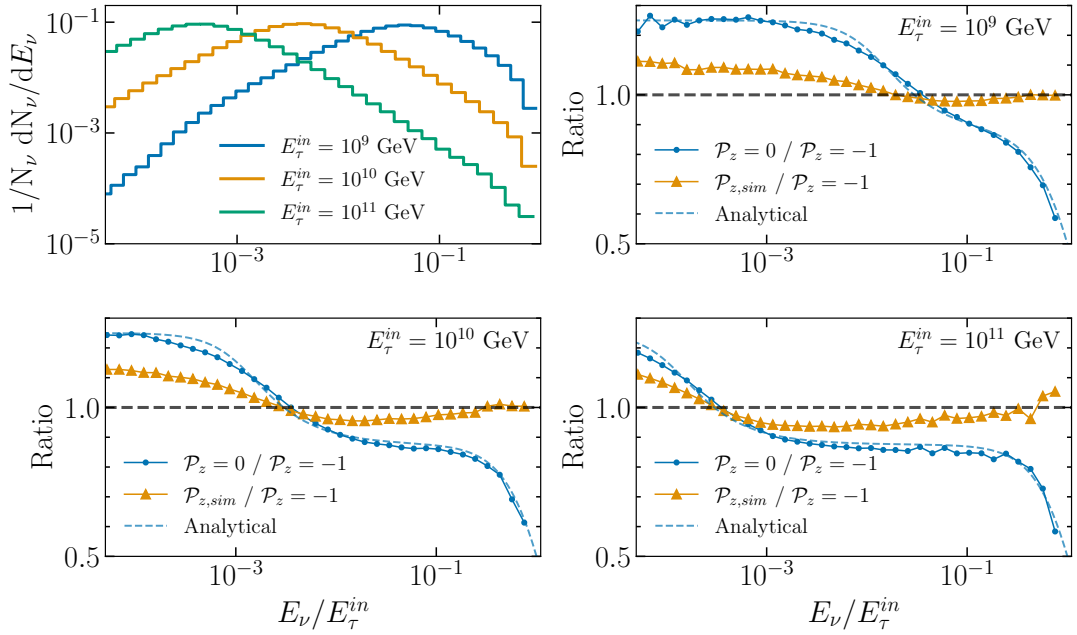 1/N_ν dN_ν/dE_ν
10^{-1}
10^{-3}
10^{-5}
E_τ^{in} = 10^9 GeV
E_τ^{in} = 10^{10} GeV
E_τ^{in} = 10^{11} GeV
10^{-3}
10^{-1}
Ratio
1.0
0.5
E_τ^{in} = 10^9 GeV
𝒫_z = 0 / 𝒫_z = −1
𝒫_{z,sim} / 𝒫_z = −1
Analytical
10^{-3}
10^{-1}
Ratio
1.0
0.5
E_τ^{in} = 10^{10} GeV
𝒫_z = 0 / 𝒫_z = −1
𝒫_{z,sim} / 𝒫_z = −1
Analytical
10^{-3}
10^{-1}
E_ν/E_τ^{in}
Ratio
1.0
0.5
E_τ^{in} = 10^{11} GeV
𝒫_z = 0 / 𝒫_z = −1
𝒫_{z,sim} / 𝒫_z = −1
Analytical
10^{-3}
10^{-1}
E_ν/E_τ^{in}